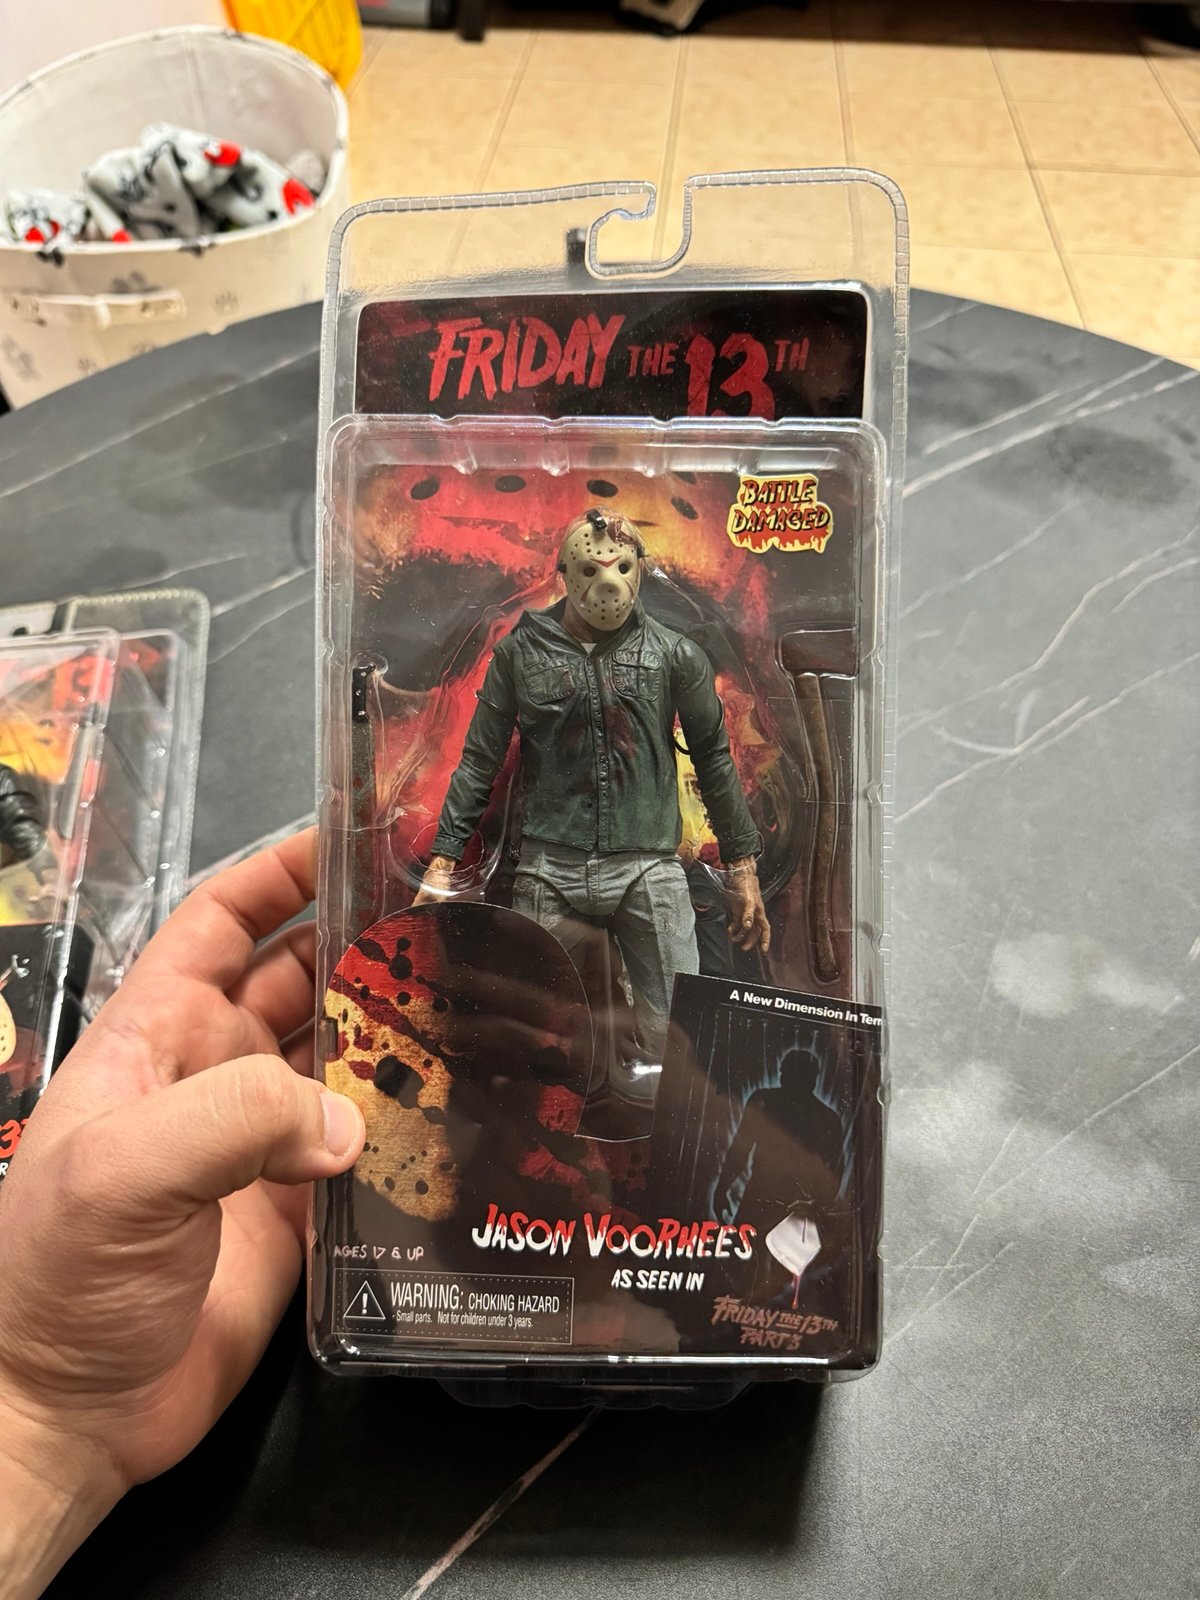 FRIDAY THE 13TH
BATTLE
DAMAGED
A New Dimension In Terr
JASON VOORHEES
AS SEEN IN
FRIDAY THE 13TH
PART 3
AGES 17 & UP
WARNING: CHOKING HAZARD
- Small parts. Not for children under 3 years.